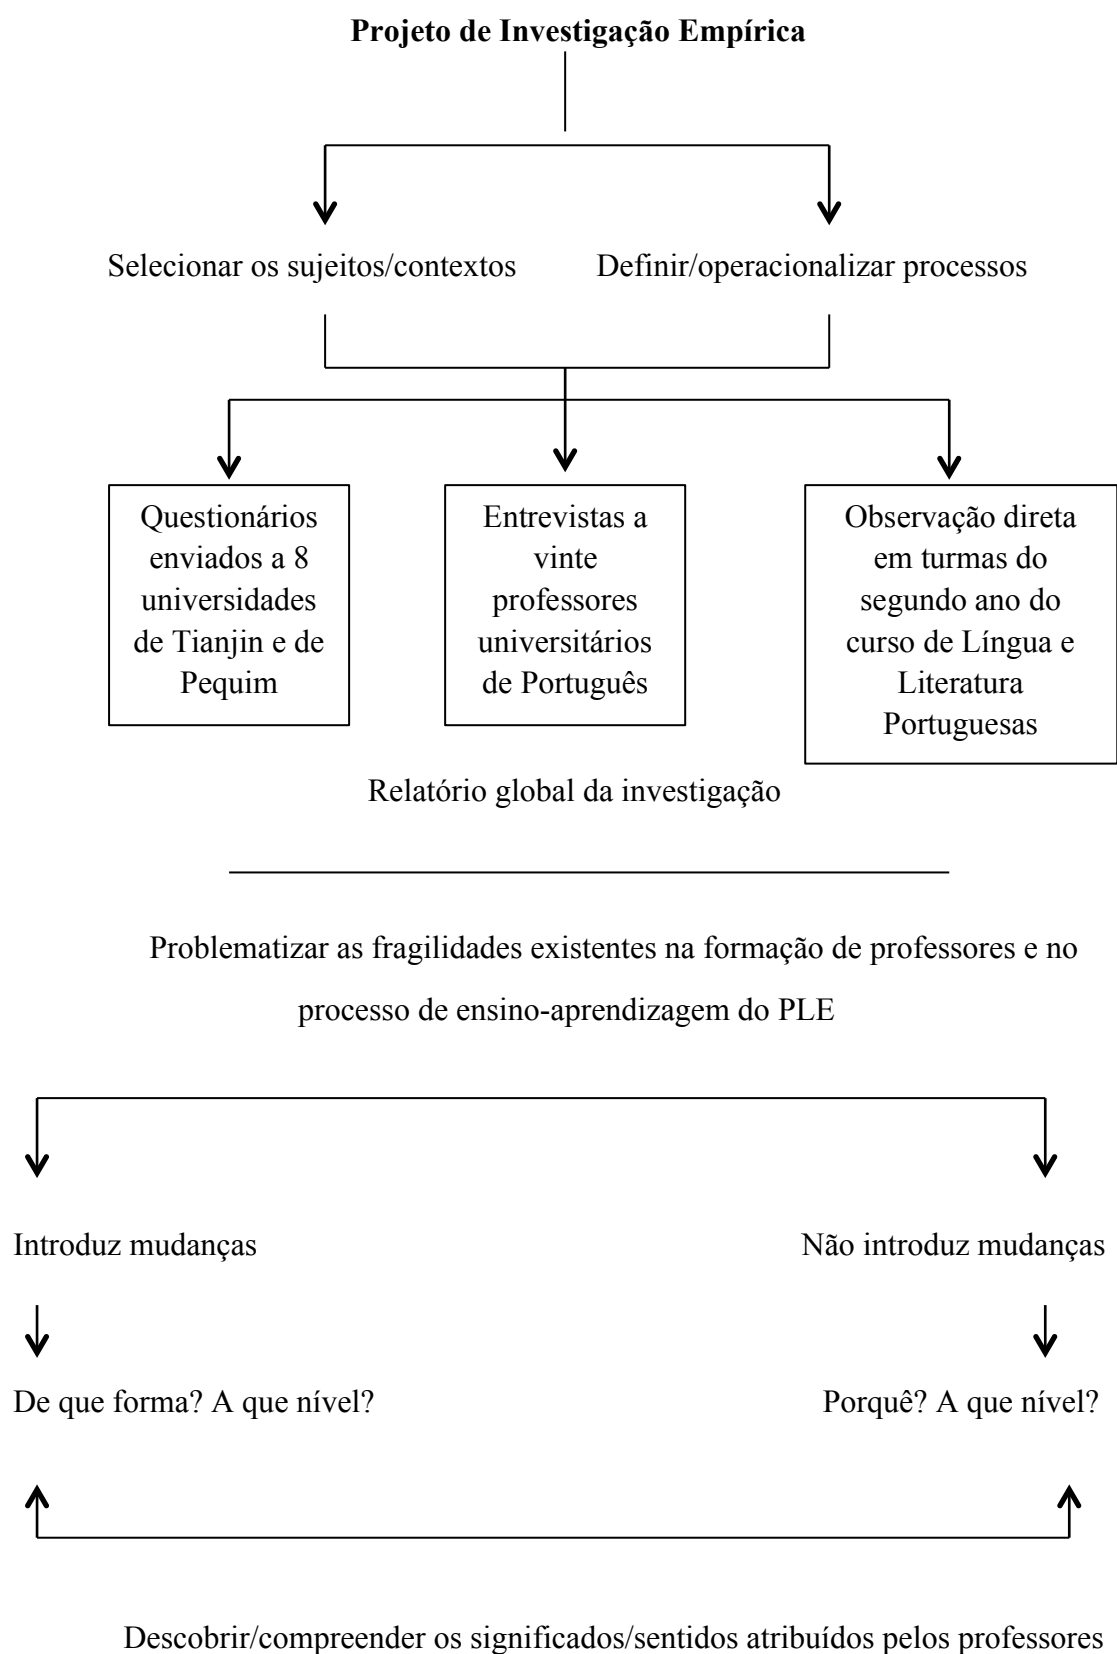 Projeto de Investigação Empírica
Selecionar os sujeitos/contextos
Definir/operacionalizar processos
Questionários
enviados a 8
universidades
de Tianjin e de
Pequim
Entrevistas a
vinte
professores
universitários
de Português
Observação direta
em turmas do
segundo ano do
curso de Língua e
Literatura
Portuguesas
Relatório global da investigação
Problematizar as fragilidades existentes na formação de professores e no
processo de ensino-aprendizagem do PLE
Introduz mudanças
Não introduz mudanças
De que forma? A que nível?
Porquê? A que nível?
Descobrir/compreender os significados/sentidos atribuídos pelos professores